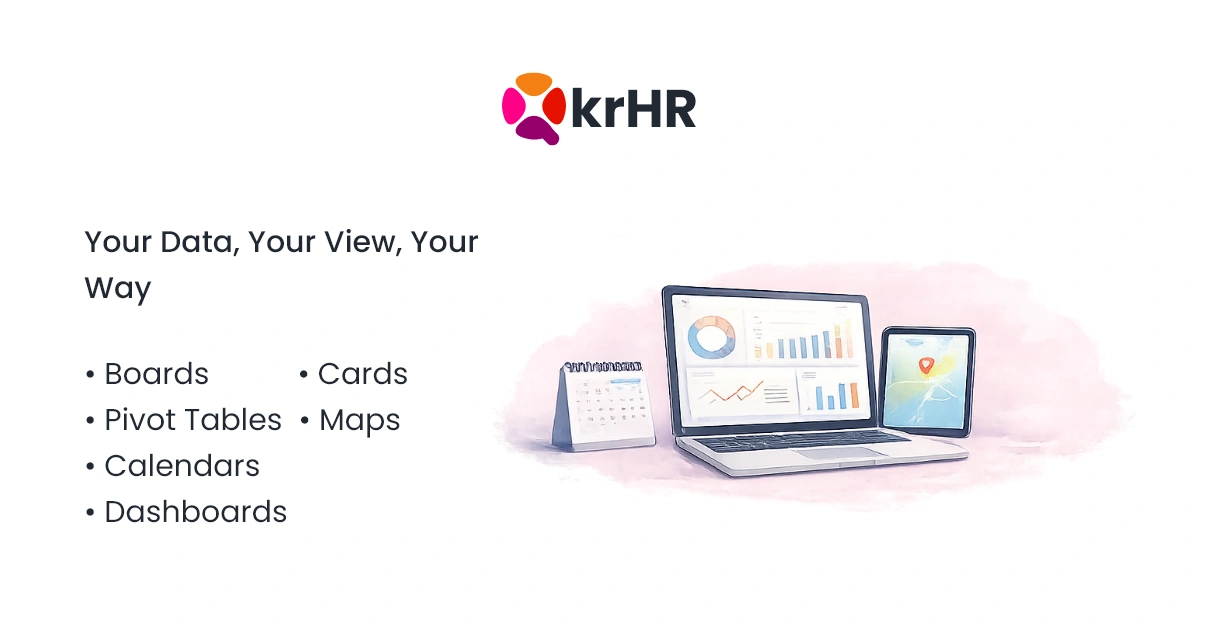 krHR
Your Data, Your View, Your
Way
• Boards
• Pivot Tables
• Calendars
• Dashboards
• Cards
• Maps